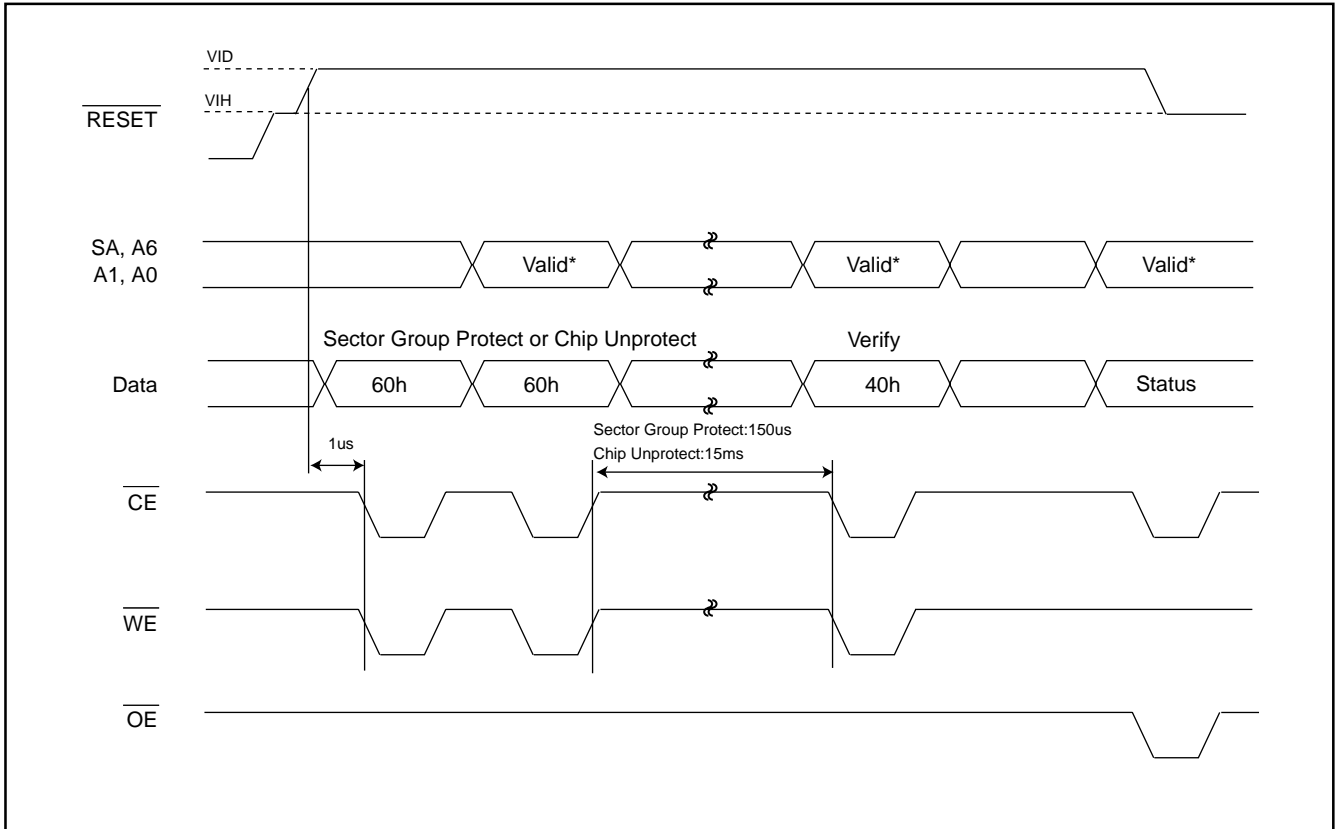 VID
VIH
RESET
SA, A6
A1, A0
Valid* Valid* Valid*
Sector Group Protect or Chip Unprotect Verify
Data 60h 60h 40h Status
Sector Group Protect:150us
1us
Chip Unprotect:15ms
CE
WE
OE